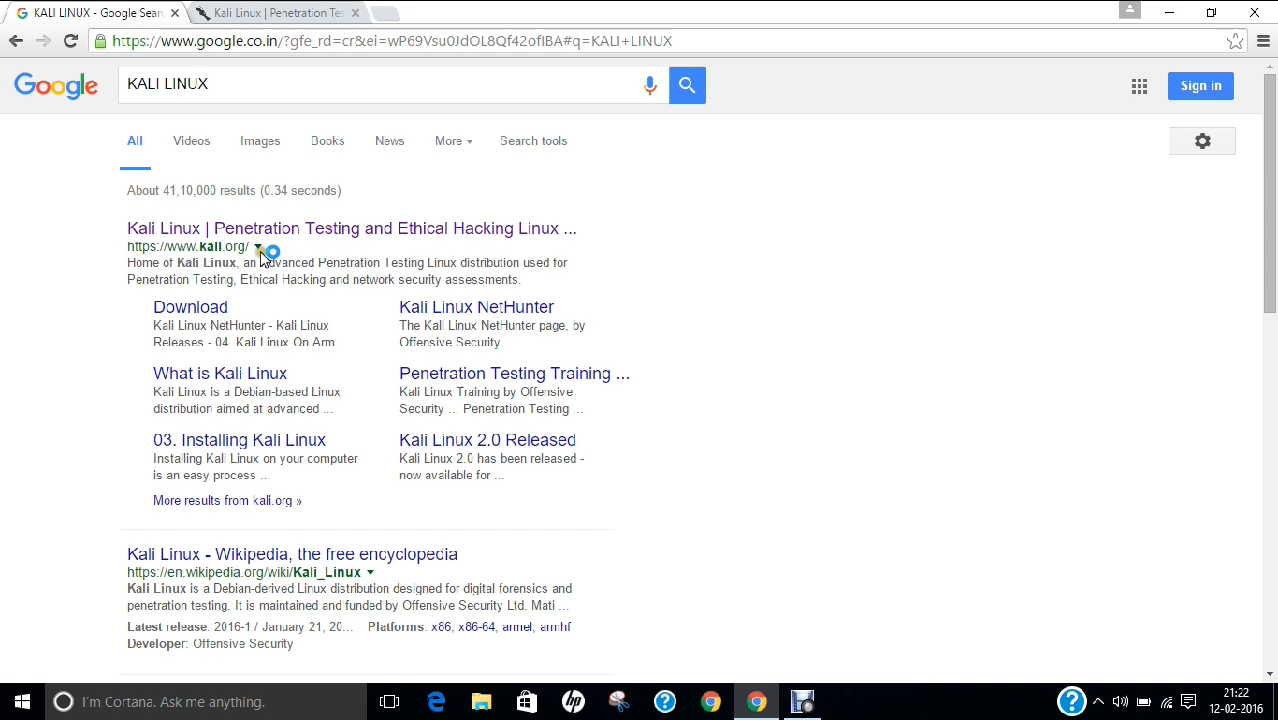 KALI LINUX - Google Sear
Kali Linux | Penetration Tes
https://www.google.co.in/?gfe_rd=cr&ei=wP69Vsu0JdOL8Qf42ofIBA#q=KALI+LINUX
Google
KALI LINUX
Sign in
All Videos Images Books News More Search tools
About 41,10,000 results (0.34 seconds)
Kali Linux | Penetration Testing and Ethical Hacking Linux ...
https://www.kali.org/
Home of Kali Linux, an advanced Penetration Testing Linux distribution used for
Penetration Testing, Ethical Hacking and network security assessments.
Download
Kali Linux NetHunter - Kali Linux
Releases - 04. Kali Linux On Arm
Kali Linux NetHunter
The Kali Linux NetHunter page, by
Offensive Security
What is Kali Linux
Kali Linux is a Debian-based Linux
distribution aimed at advanced ...
Penetration Testing Training ...
Kali Linux Training by Offensive
Security ... Penetration Testing ...
03. Installing Kali Linux
Installing Kali Linux on your computer
is an easy process ...
Kali Linux 2.0 Released
Kali Linux 2.0 has been released -
now available for ...
More results from kali.org »
Kali Linux - Wikipedia, the free encyclopedia
https://en.wikipedia.org/wiki/Kali_Linux
Kali Linux is a Debian-derived Linux distribution designed for digital forensics and
penetration testing. It is maintained and funded by Offensive Security Ltd. Mati ...
Latest release: 2016-1 / January 21, 20... Platforms: x86, x86-64, armel, armhf
Developer: Offensive Security
I'm Cortana. Ask me anything.
hp
21:22
12-02-2016